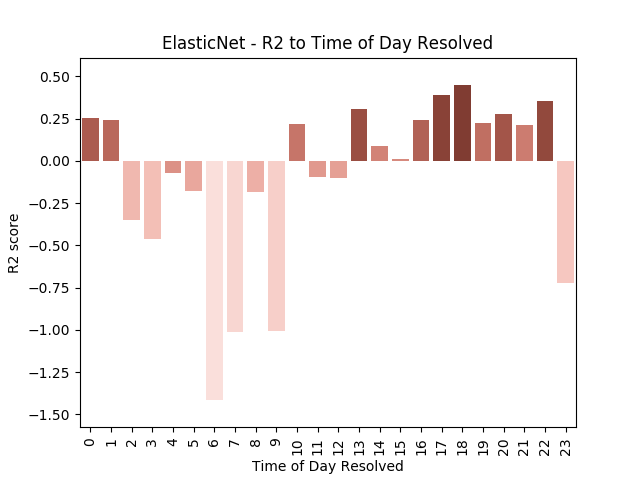 ElasticNet - R2 to Time of Day Resolved
0.50
0.25
0.00
−0.25
−0.50
−0.75
−1.00
−1.25
−1.50
R2 score
0 1 2 3 4 5 6 7 8 9 10 11 12 13 14 15 16 17 18 19 20 21 22 23
Time of Day Resolved